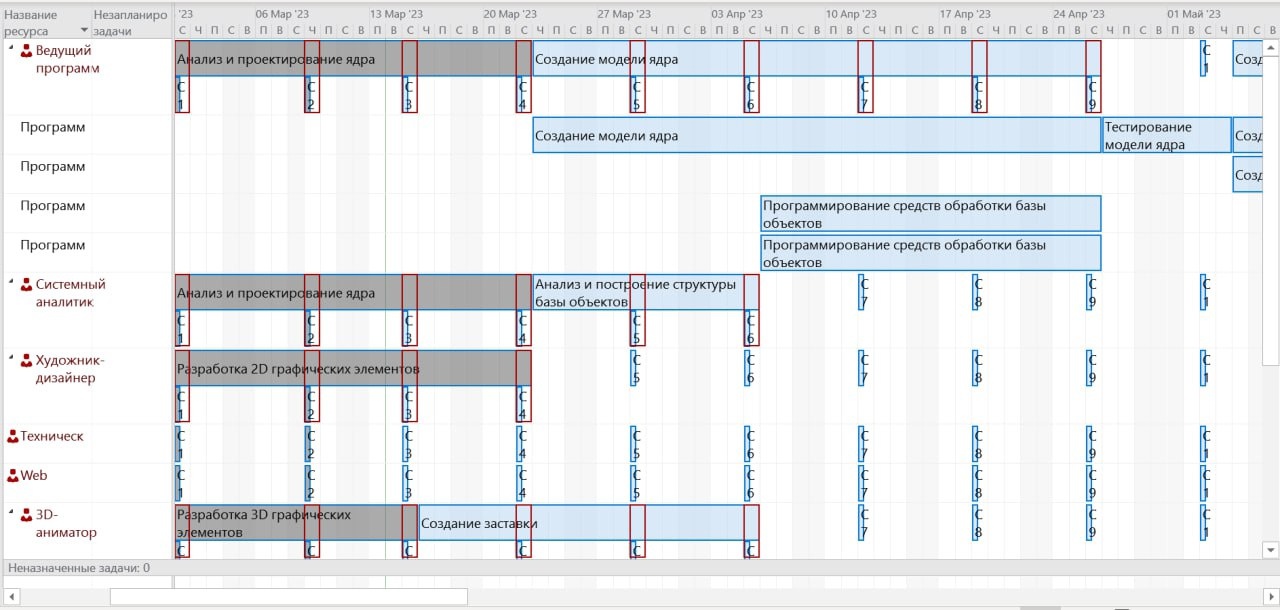 Название ресурса
Незапланиро задачи
'23
06 Мар '23
13 Мар '23
20 Мар '23
27 Мар '23
03 Апр '23
10 Апр '23
17 Апр '23
24 Апр '23
01 Май '23
С Ч П С В П В С Ч П С В П В С Ч П С В П В С Ч П С В П В С Ч П С В П В С Ч П С В П В С Ч П С В П В С Ч П С В П В С Ч П С В П В С Ч П С В
Ведущий
программ
Анализ и проектирование ядра
Создание модели ядра
С 1
Созд
С 1
С 2
С 3
С 4
С 5
С 6
С 7
С 8
С 9
Программ
Создание модели ядра
Тестирование
модели ядра
Созд
Программ
Созд
Программ
Программирование средств обработки базы
объектов
Программ
Программирование средств обработки базы
объектов
Системный
аналитик
Анализ и проектирование ядра
Анализ и построение структуры
базы объектов
С 7
С 8
С 9
С 1
С 1
С 2
С 3
С 4
С 5
С 6
Художник-
дизайнер
Разработка 2D графических элементов
С 5
С 6
С 7
С 8
С 9
С 1
С 1
С 2
С 3
С 4
Техническ
С 1
С 2
С 3
С 4
С 5
С 6
С 7
С 8
С 9
С 1
Web
С 1
С 2
С 3
С 4
С 5
С 6
С 7
С 8
С 9
С 1
3D-
аниматор
Разработка 3D графических
элементов
Создание заставки
С 7
С 8
С 9
С 1
С
С
С
С
С
С
Неназначенные задачи: 0